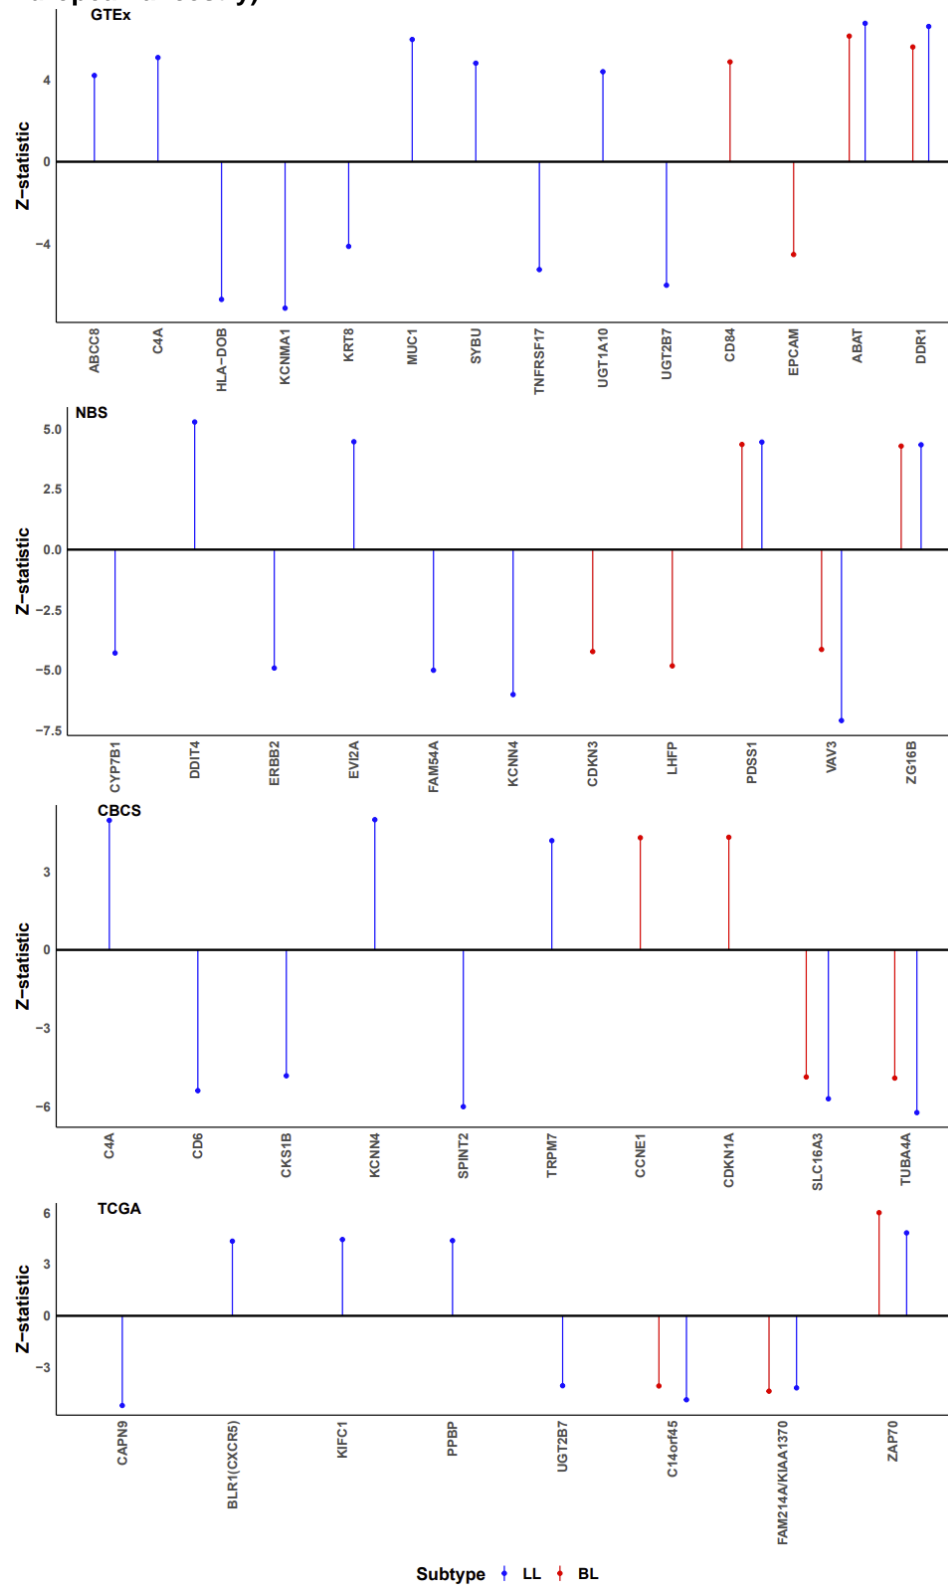 GTEx
Z−statistic
4
0
−4
ABCC8 C4A HLA−DOB KCNMA1 KRT8 MUC1 SYBU TNFRSF17 UGT1A10 UGT2B7 CD84 EPCAM ABAT DDR1
NBS
Z−statistic
5.0
2.5
0.0
−2.5
−5.0
−7.5
CYP7B1 DDIT4 ERBB2 EVI2A FAM54A KCNN4 CDKN3 LHFP PDSS1 VAV3 ZG16B
CBCS
Z−statistic
3
0
−3
−6
C4A CD6 CKS1B KCNN4 SPINT2 TRPM7 CCNE1 CDKN1A SLC16A3 TUBA4A
TCGA
Z−statistic
6
3
0
−3
CAPN9 BLR1(CXCR5) KIFC1 PPBP UGT2B7 C14orf45 FAM214A/KIAA1370 ZAP70
Subtype LL BL